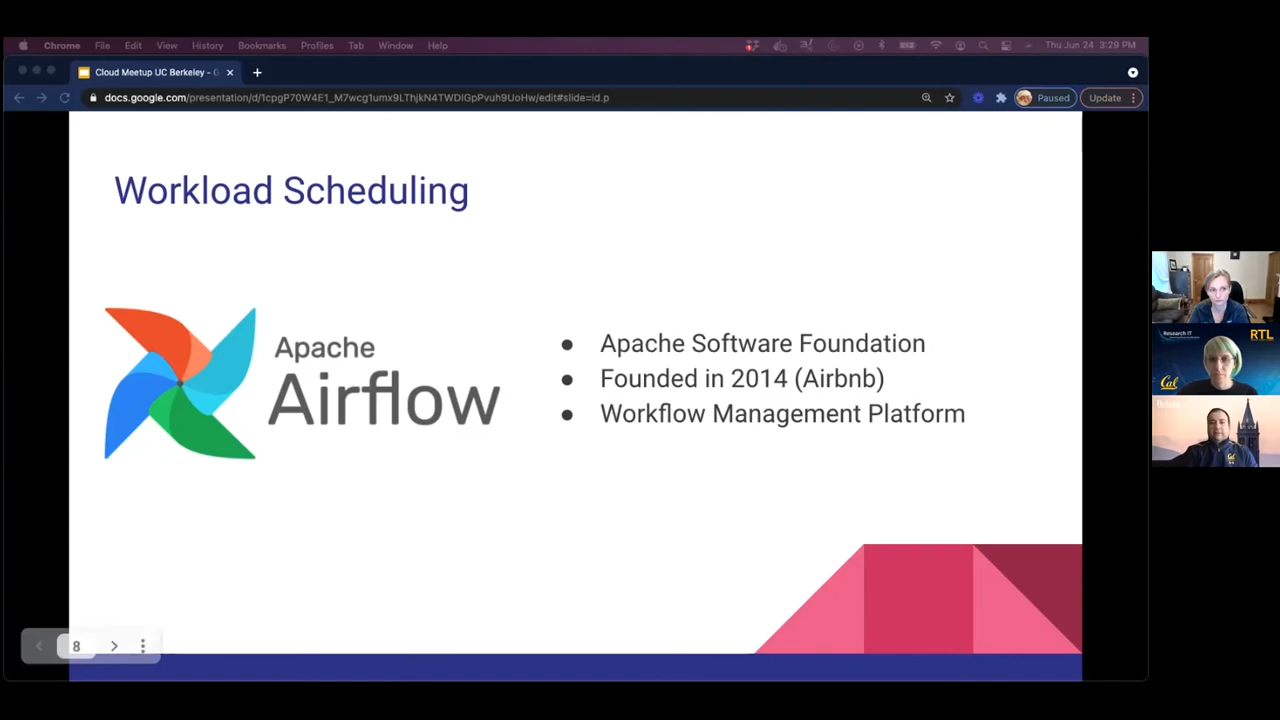 Chrome File Edit View History Bookmarks Profiles Tab Window Help Thu Jun 24 3:29 PM
Cloud Meetup UC Berkeley - G
docs.google.com/presentation/d/1cpgP70W4E1_M7wcg1umx9LThjkN4TWDIGpPvuh9UoHw/edit#slide=id.p Paused Update
Workload Scheduling
Apache
Airflow
Apache Software Foundation
Founded in 2014 (Airbnb)
Workflow Management Platform
8
Research IT
RTL
Cal
Cal